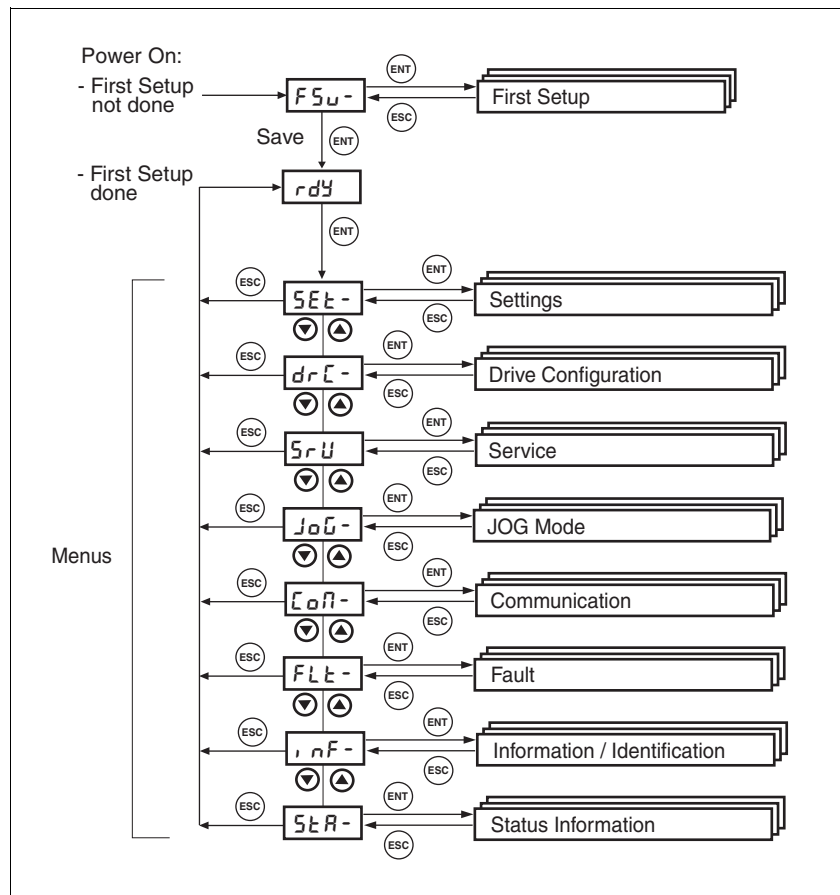 Power On:
- First Setup
not done
FSu-
ENT
ESC
First Setup
Save
ENT
- First Setup
done
rdY
ENT
Menus
ESC
SEt-
ENT
ESC
Settings
ESC
drC-
ENT
ESC
Drive Configuration
ESC
SrU
ENT
ESC
Service
ESC
JoG-
ENT
ESC
JOG Mode
ESC
CoM-
ENT
ESC
Communication
ESC
FLt-
ENT
ESC
Fault
ESC
inF-
ENT
ESC
Information / Identification
ESC
StA-
ENT
ESC
Status Information